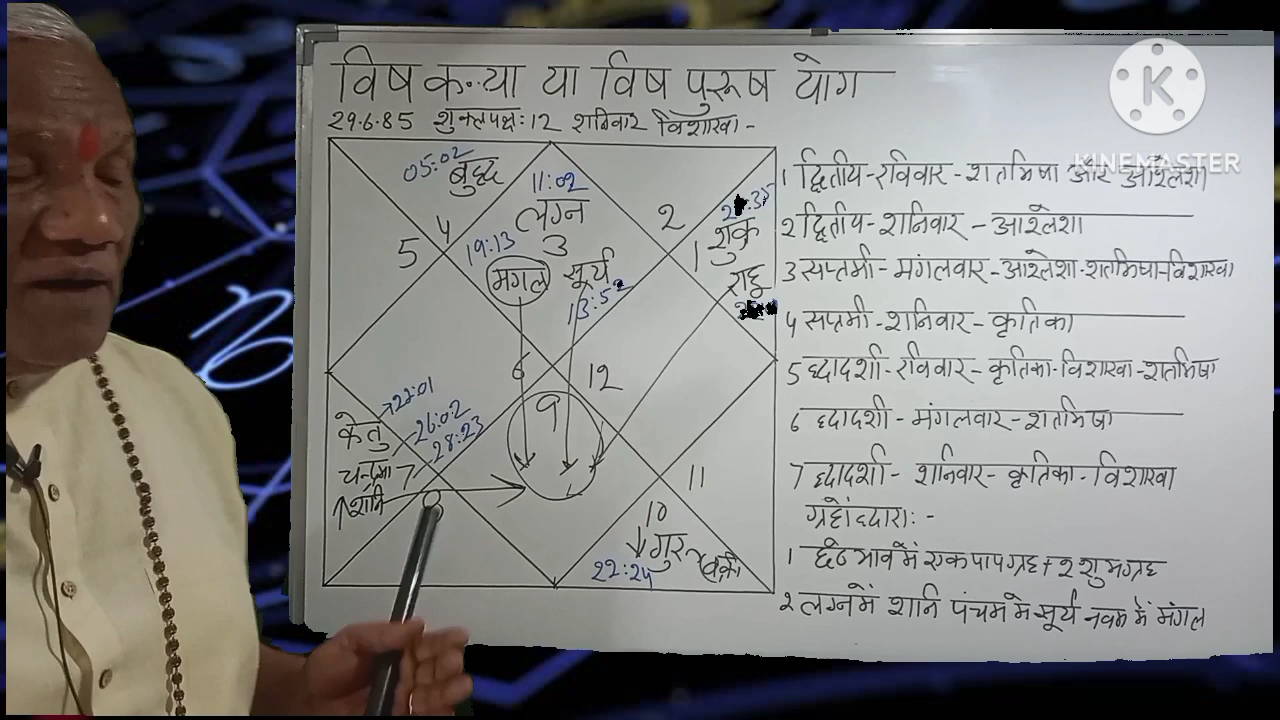 विष कन्या या विष पुरूष योग
29.6.85 शुक्लपक्ष:12 शनिवार विशाखा -
K
KINEMASTER
05:02
बुद्ध
11:02
लग्न
3
4
5
19:13
मंगल
सूर्य
13:52
2
शुक्र
1
राहु
6
12
9
22:01
केतु
26:02
28:23
चन्द्रमा 7
शनि
8
11
10
गुरू वक्री
22:24
1 द्वितीय-रविवार-शतभिषा और आश्लेशा
2 द्वितीय-शनिवार-आश्लेशा
3 सप्तमी-मंगलवार-आश्लेशा-शतभिषा-विशाखा
4 सप्तमी-शनिवार-कृतिका
5 द्वादशी-रविवार-कृतिका-विशाखा-शतभिषा
6 द्वादशी-मंगलवार-शतभिषा
7 द्वादशी-शनिवार-कृतिका-विशाखा
ग्रहों द्वारा:-
1 छठे भाव में एक पापग्रह + 2 शुभग्रह
2 लग्न में शनि पंचम मे सूर्य नवम में मंगल